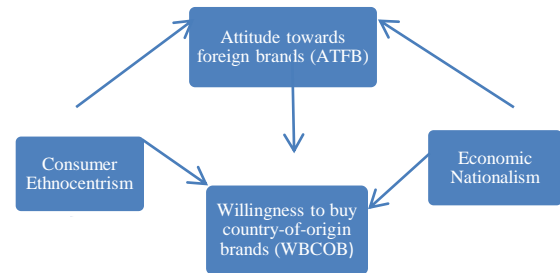 Attitude towards
foreign brands (ATFB)
Consumer
Ethnocentrism
Economic
Nationalism
Willingness to buy
country-of-origin
brands (WBCOB)